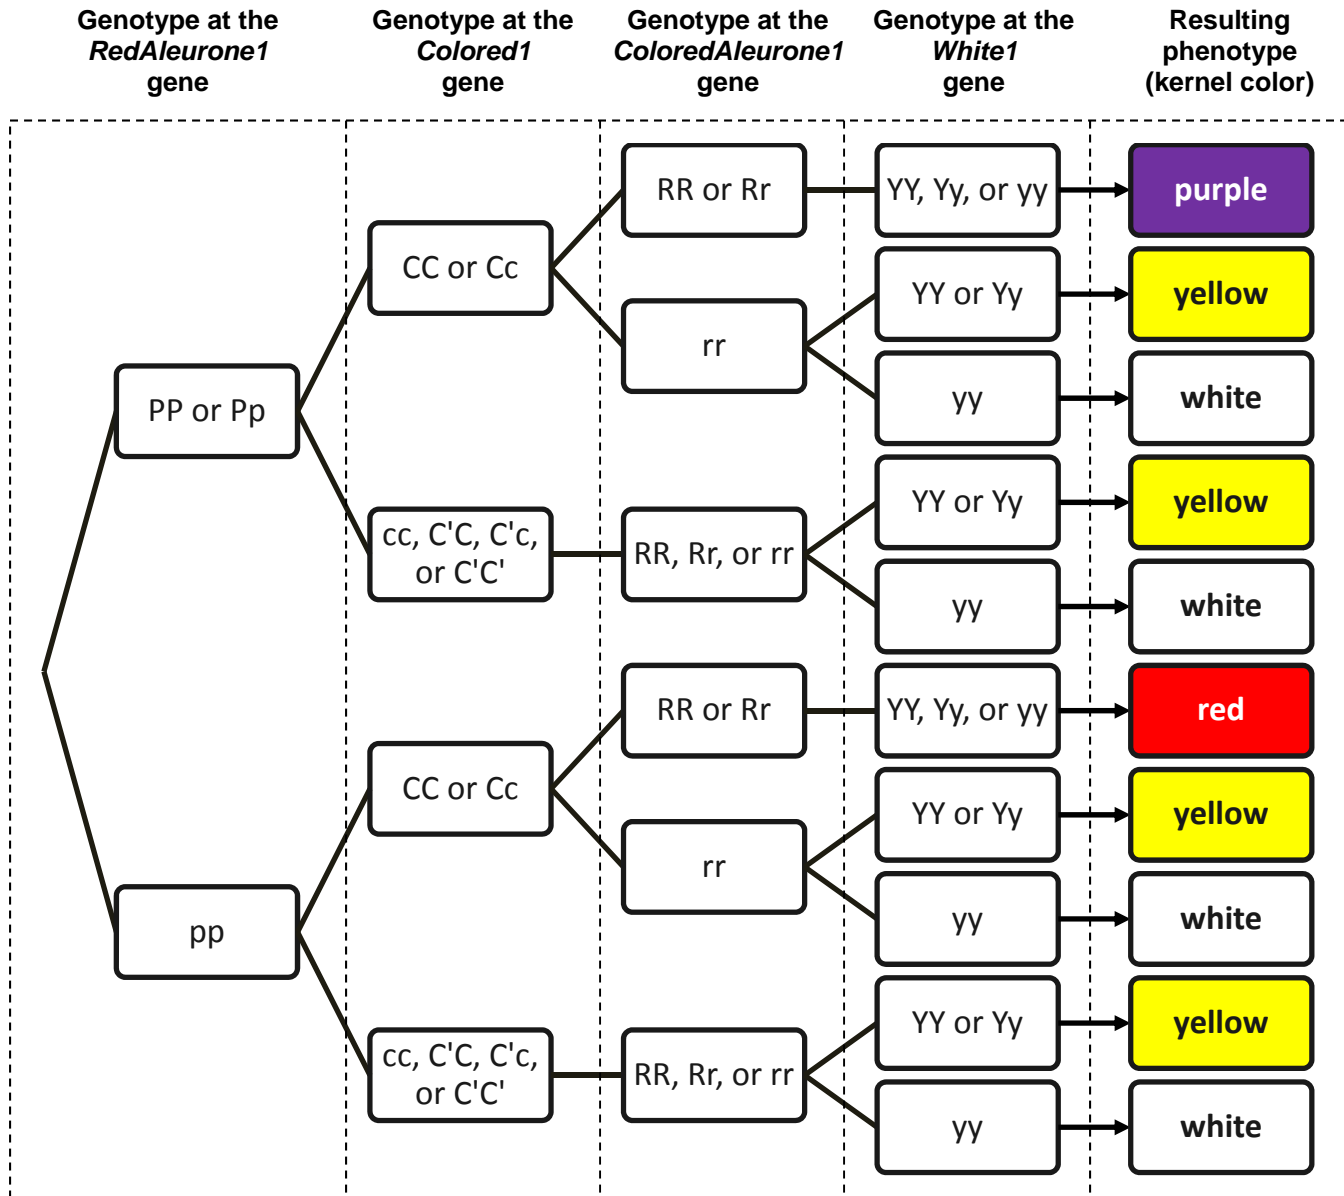 Genotype at the
RedAleurone1
gene
Genotype at the
Colored1
gene
Genotype at the
ColoredAleurone1
gene
Genotype at the
White1
gene
Resulting
phenotype
(kernel color)
PP or Pp
CC or Cc
RR or Rr
YY, Yy, or yy
purple
rr
YY or Yy
yellow
yy
white
cc, C'C, C'c,
or C'C'
RR, Rr, or rr
YY or Yy
yellow
yy
white
pp
CC or Cc
RR or Rr
YY, Yy, or yy
red
rr
YY or Yy
yellow
yy
white
cc, C'C, C'c,
or C'C'
RR, Rr, or rr
YY or Yy
yellow
yy
white